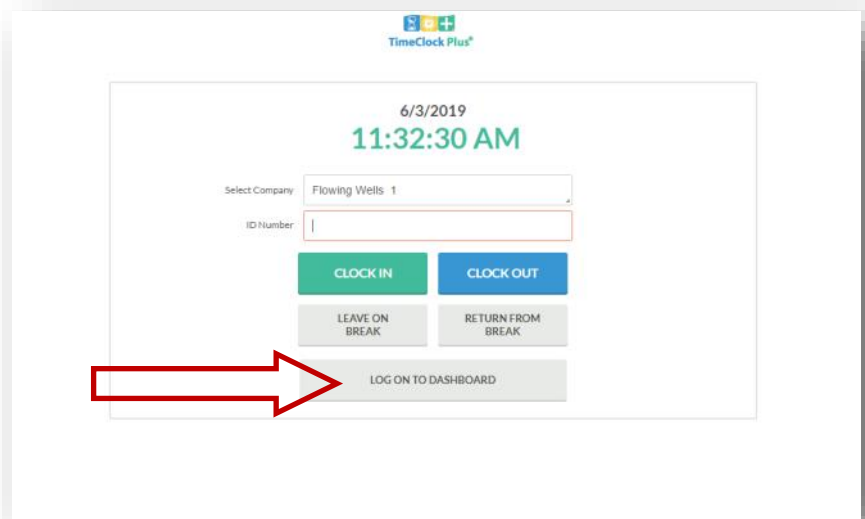 TimeClock Plus®
6/3/2019
11:32:30 AM
Select Company
Flowing Wells 1
ID Number
CLOCK IN
CLOCK OUT
LEAVE ON
BREAK
RETURN FROM
BREAK
LOG ON TO DASHBOARD